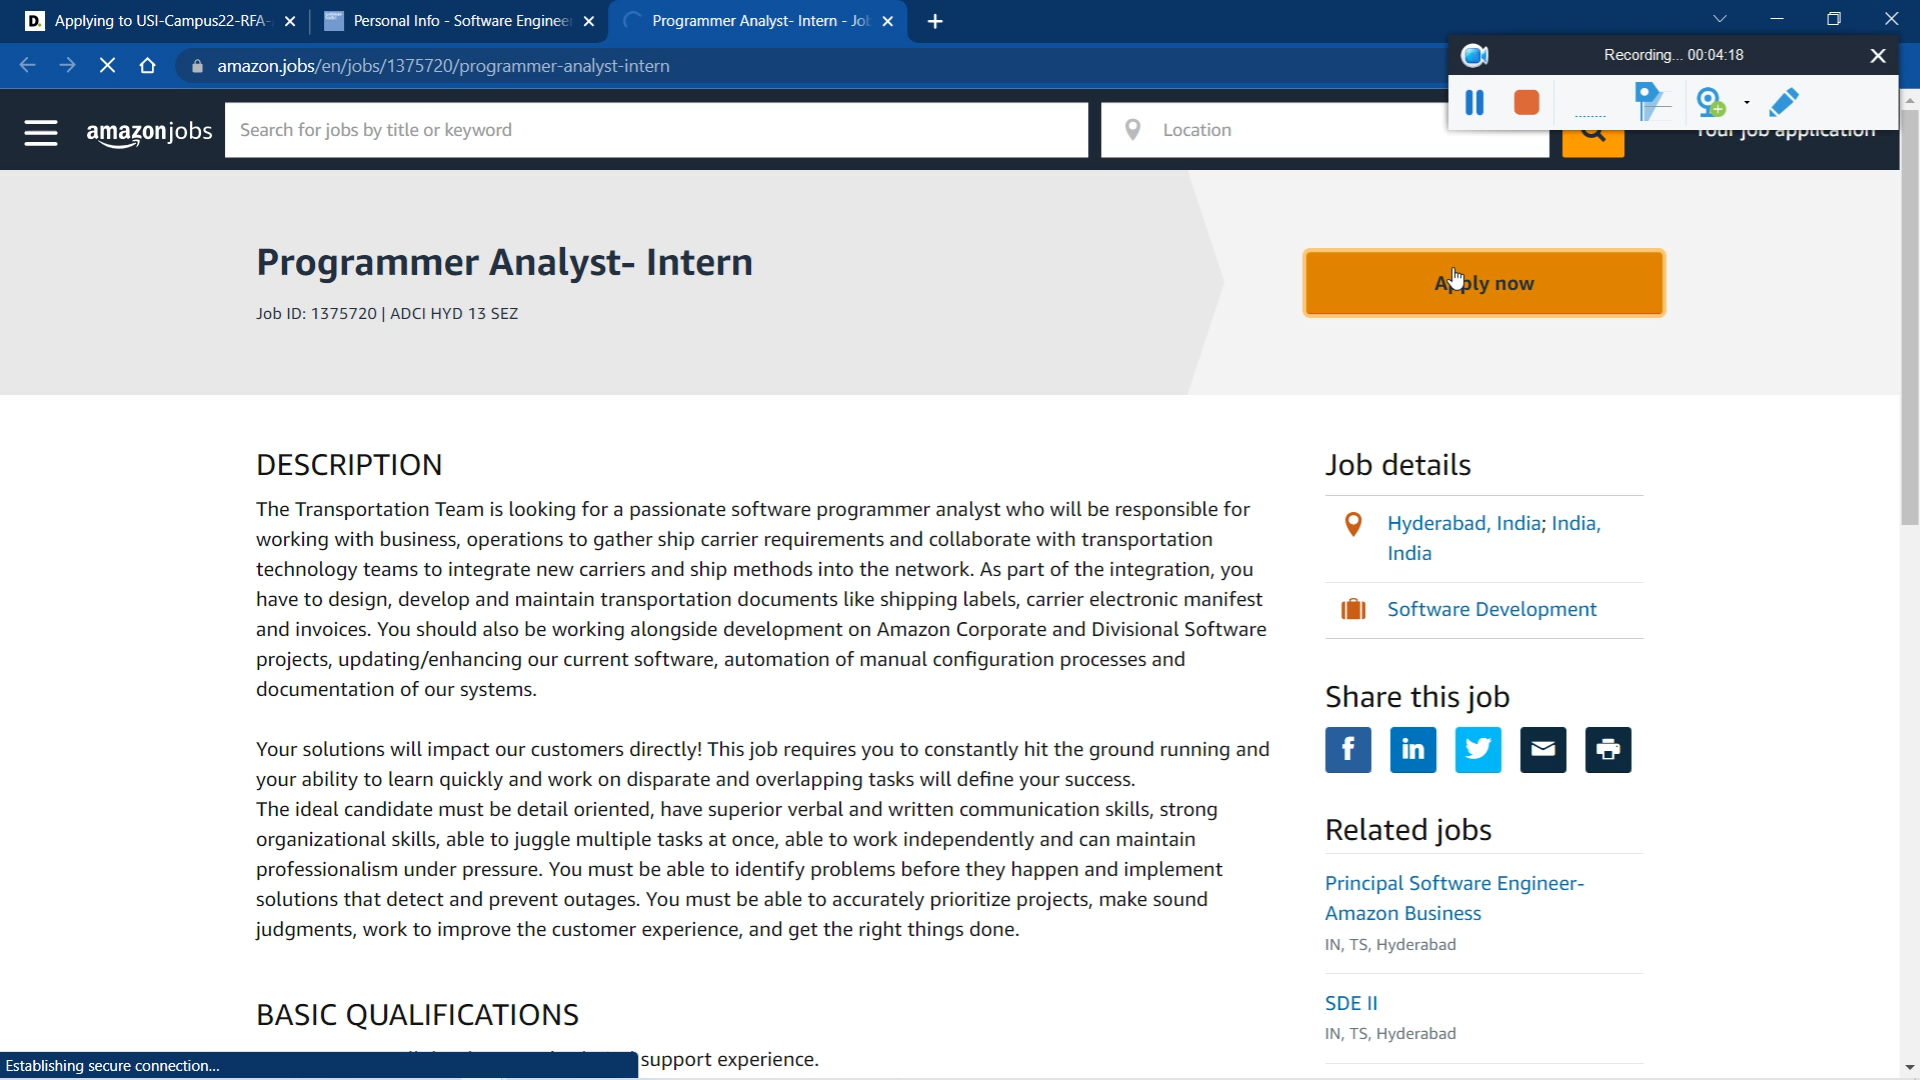 D. Applying to USI-Campus22-RFA-
Personal Info - Software Enginee
Programmer Analyst- Intern - Jo
amazon.jobs/en/jobs/1375720/programmer-analyst-intern
Recording... 00:04:18
amazon jobs
Search for jobs by title or keyword
Location
Your job application
Programmer Analyst- Intern
Job ID: 1375720 | ADCI HYD 13 SEZ
Apply now
DESCRIPTION
The Transportation Team is looking for a passionate software programmer analyst who will be responsible for
working with business, operations to gather ship carrier requirements and collaborate with transportation
technology teams to integrate new carriers and ship methods into the network. As part of the integration, you
have to design, develop and maintain transportation documents like shipping labels, carrier electronic manifest
and invoices. You should also be working alongside development on Amazon Corporate and Divisional Software
projects, updating/enhancing our current software, automation of manual configuration processes and
documentation of our systems.
Your solutions will impact our customers directly! This job requires you to constantly hit the ground running and
your ability to learn quickly and work on disparate and overlapping tasks will define your success.
The ideal candidate must be detail oriented, have superior verbal and written communication skills, strong
organizational skills, able to juggle multiple tasks at once, able to work independently and can maintain
professionalism under pressure. You must be able to identify problems before they happen and implement
solutions that detect and prevent outages. You must be able to accurately prioritize projects, make sound
judgments, work to improve the customer experience, and get the right things done.
BASIC QUALIFICATIONS
support experience.
Job details
Hyderabad, India; India,
India
Software Development
Share this job
f
in
Related jobs
Principal Software Engineer-
Amazon Business
IN, TS, Hyderabad
SDE II
IN, TS, Hyderabad
Establishing secure connection...